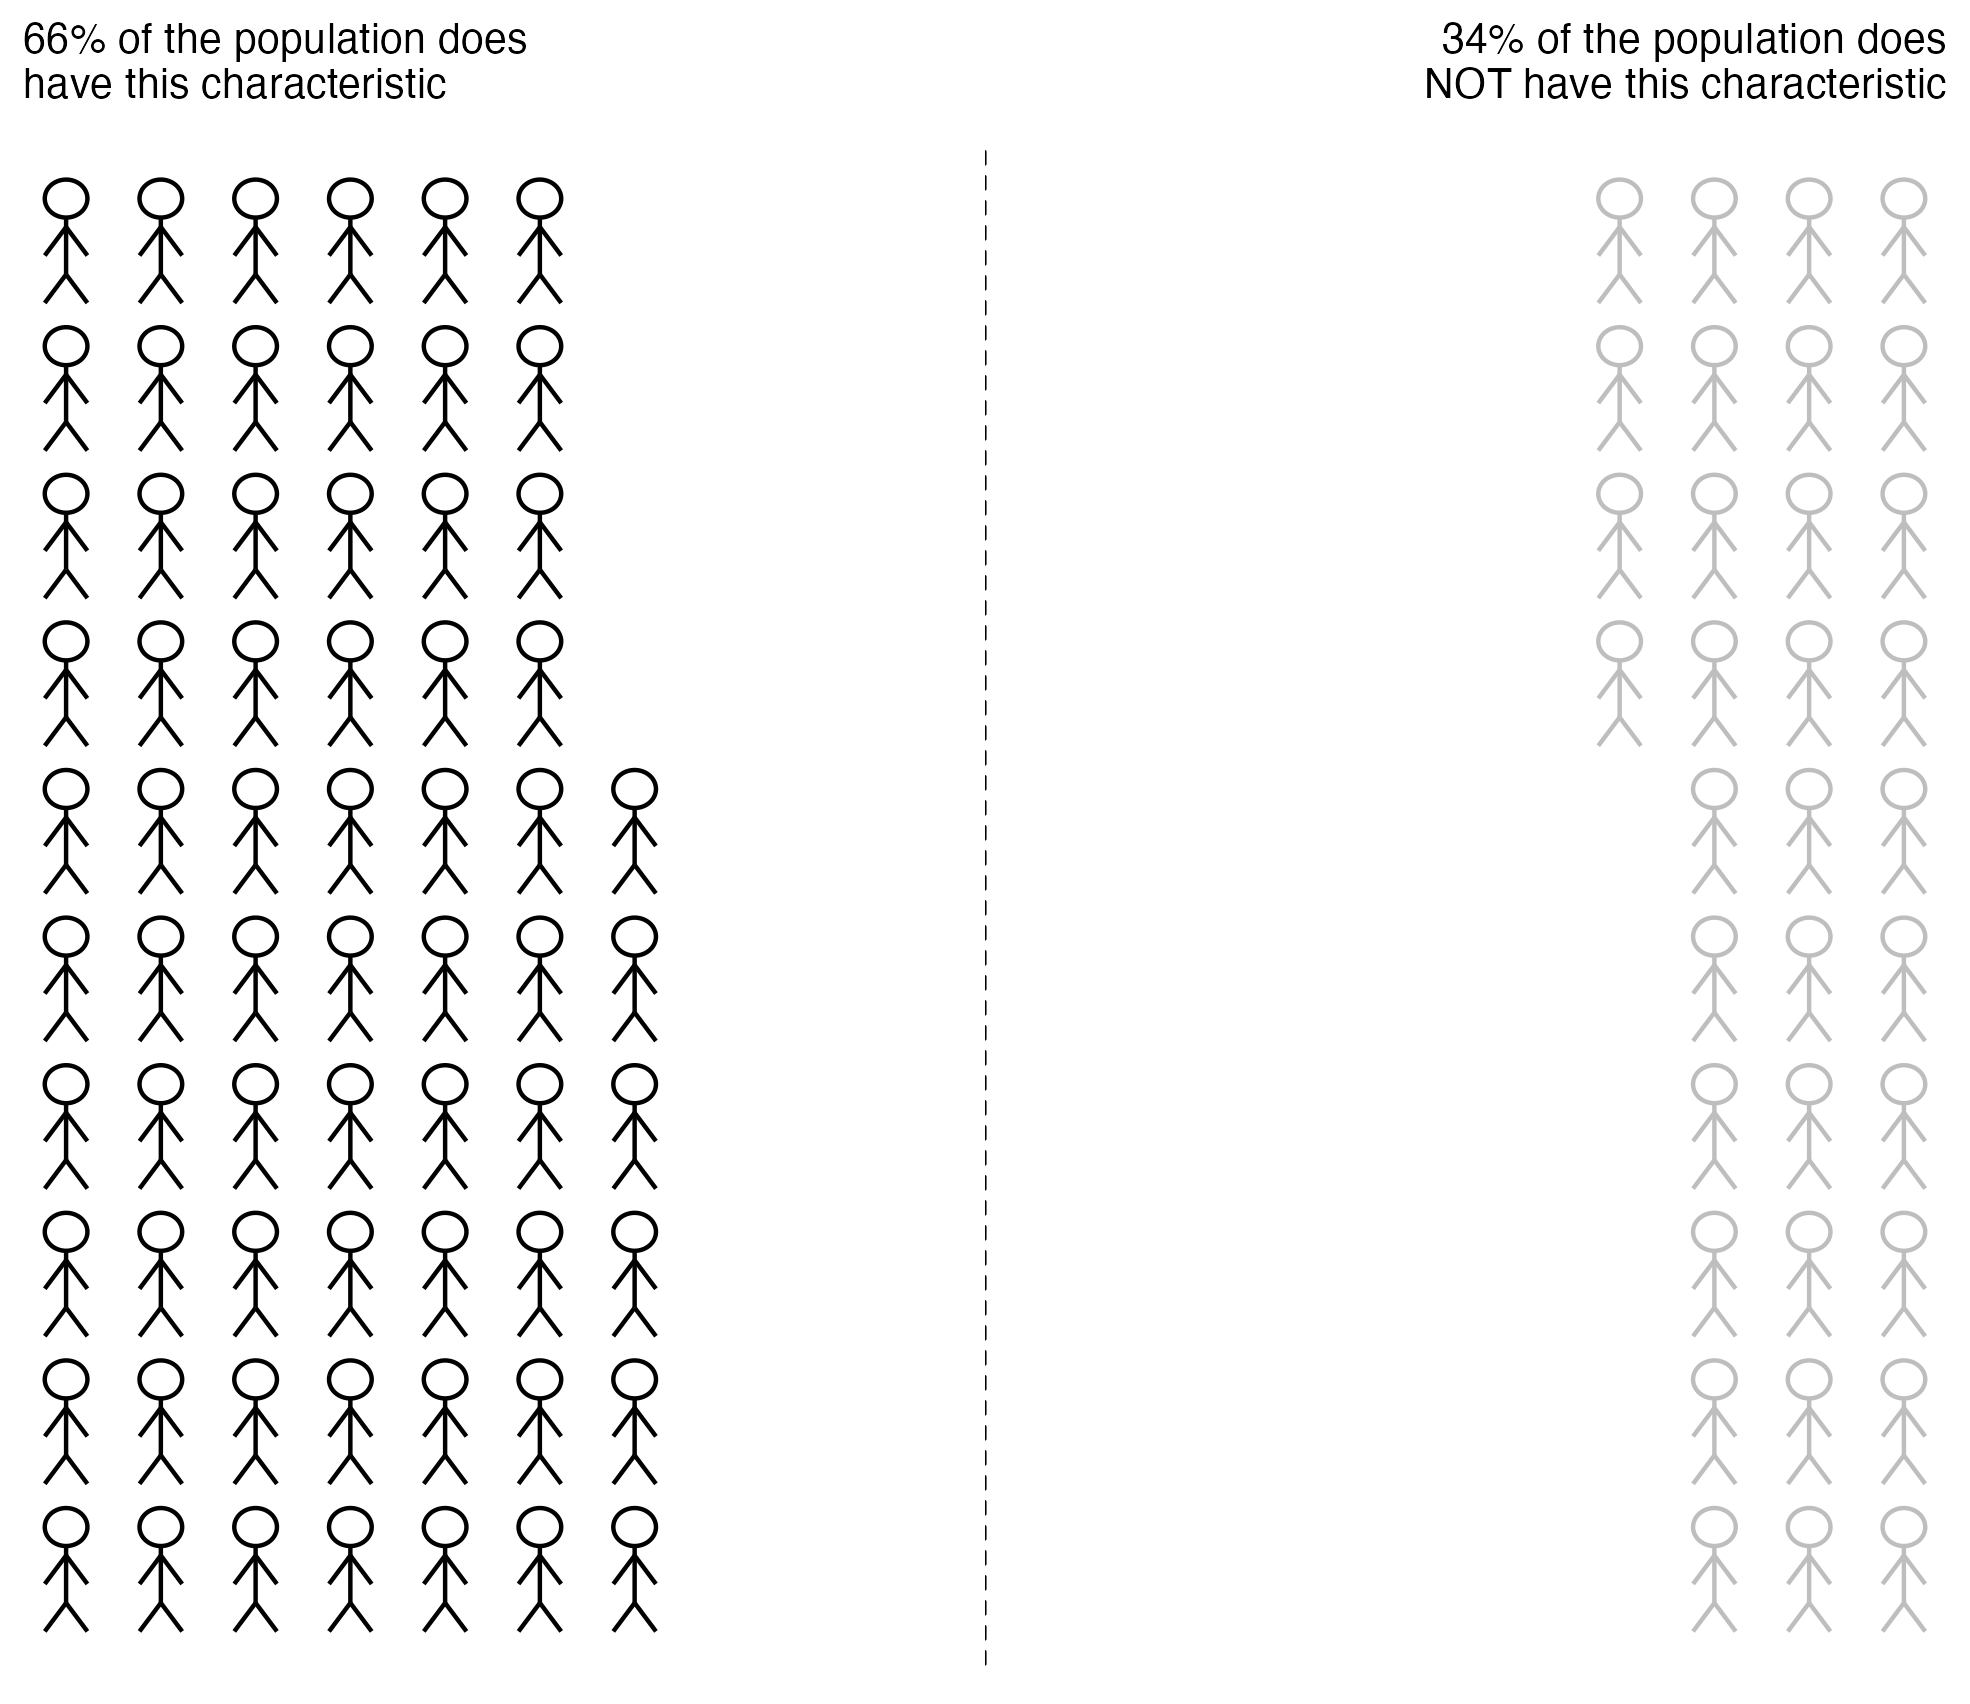 66% of the population does
have this characteristic
34% of the population does
NOT have this characteristic